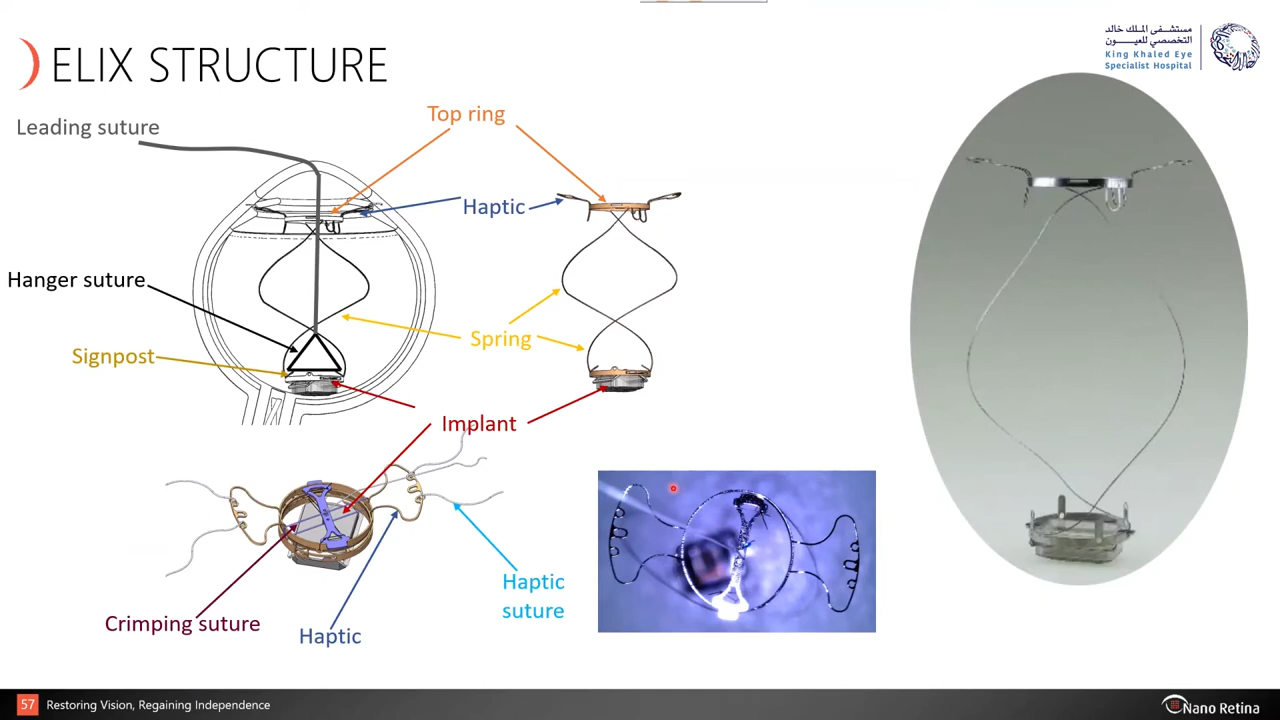 ELIX STRUCTURE
مستشفى الملك خالد
التخصصي للعيون
King Khaled Eye
Specialist Hospital
Top ring
Leading suture
Haptic
Hanger suture
Spring
Signpost
Implant
Haptic
suture
Crimping suture
Haptic
57 Restoring Vision, Regaining Independence
Nano Retina